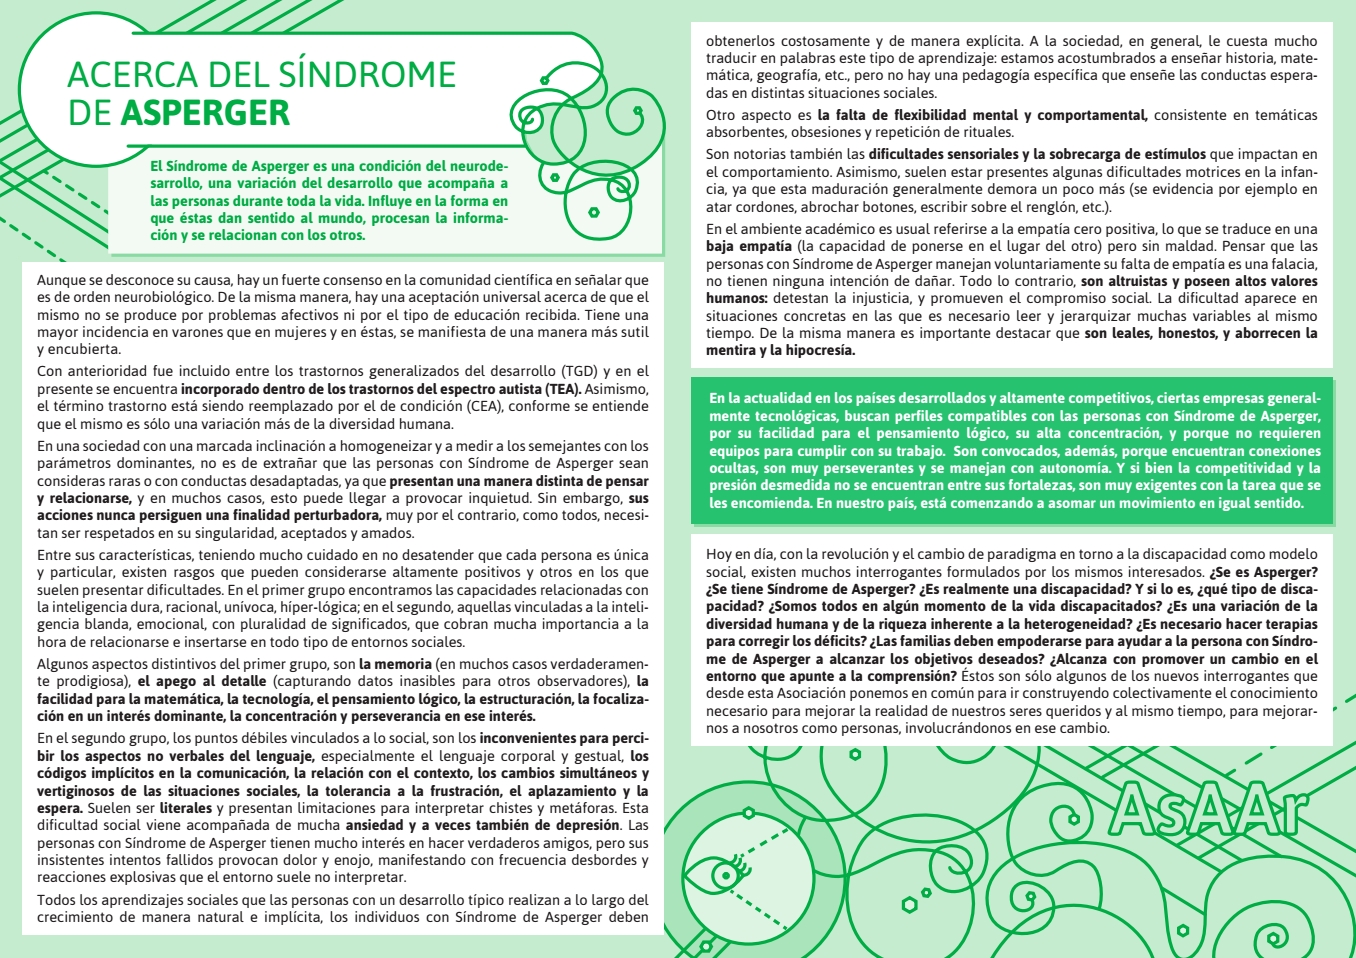 ACERCA DEL SÍNDROME
DE ASPERGER
El Síndrome de Asperger es una condición del neurode-
sarrollo, una variación del desarrollo que acompaña a
las personas durante toda la vida. Influye en la forma en
que éstas dan sentido al mundo, procesan la informa-
ción y se relacionan con los otros.
Aunque se desconoce su causa, hay un fuerte consenso en la comunidad científica en señalar que
es de orden neurobiológico. De la misma manera, hay una aceptación universal acerca de que el
mismo no se produce por problemas afectivos ni por el tipo de educación recibida. Tiene una
mayor incidencia en varones que en mujeres y en éstas, se manifiesta de una manera más sutil
y encubierta.
Con anterioridad fue incluido entre los trastornos generalizados del desarrollo (TGD) y en el
presente se encuentra incorporado dentro de los trastornos del espectro autista (TEA). Asimismo,
el término trastorno está siendo reemplazado por el de condición (CEA), conforme se entiende
que el mismo es sólo una variación más de la diversidad humana.
En una sociedad con una marcada inclinación a homogeneizar y a medir a los semejantes con los
parámetros dominantes, no es de extrañar que las personas con Síndrome de Asperger sean
consideras raras o con conductas desadaptadas, ya que presentan una manera distinta de pensar
y relacionarse, y en muchos casos, esto puede llegar a provocar inquietud. Sin embargo, sus
acciones nunca persiguen una finalidad perturbadora, muy por el contrario, como todos, necesi-
tan ser respetados en su singularidad, aceptados y amados.
Entre sus características, teniendo mucho cuidado en no desatender que cada persona es única
y particular, existen rasgos que pueden considerarse altamente positivos y otros en los que
suelen presentar dificultades. En el primer grupo encontramos las capacidades relacionadas con
la inteligencia dura, racional, unívoca, híper-lógica; en el segundo, aquellas vinculadas a la inteli-
gencia blanda, emocional, con pluralidad de significados, que cobran mucha importancia a la
hora de relacionarse e insertarse en todo tipo de entornos sociales.
Algunos aspectos distintivos del primer grupo, son la memoria (en muchos casos verdaderamen-
te prodigiosa), el apego al detalle (capturando datos inasibles para otros observadores), la
facilidad para la matemática, la tecnología, el pensamiento lógico, la estructuración, la focaliza-
ción en un interés dominante, la concentración y perseverancia en ese interés.
En el segundo grupo, los puntos débiles vinculados a lo social, son los inconvenientes para perci-
bir los aspectos no verbales del lenguaje, especialmente el lenguaje corporal y gestual, los
códigos implícitos en la comunicación, la relación con el contexto, los cambios simultáneos y
vertiginosos de las situaciones sociales, la tolerancia a la frustración, el aplazamiento y la
espera. Suelen ser literales y presentan limitaciones para interpretar chistes y metáforas. Esta
dificultad social viene acompañada de mucha ansiedad y a veces también de depresión. Las
personas con Síndrome de Asperger tienen mucho interés en hacer verdaderos amigos, pero sus
insistentes intentos fallidos provocan dolor y enojo, manifestando con frecuencia desbordes y
reacciones explosivas que el entorno suele no interpretar.
Todos los aprendizajes sociales que las personas con un desarrollo típico realizan a lo largo del
crecimiento de manera natural e implícita, los individuos con Síndrome de Asperger deben
obtenerlos costosamente y de manera explícita. A la sociedad, en general, le cuesta mucho
traducir en palabras este tipo de aprendizaje: estamos acostumbrados a enseñar historia, mate-
mática, geografía, etc., pero no hay una pedagogía específica que enseñe las conductas espera-
das en distintas situaciones sociales.
Otro aspecto es la falta de flexibilidad mental y comportamental, consistente en temáticas
absorbentes, obsesiones y repetición de rituales.
Son notorias también las dificultades sensoriales y la sobrecarga de estímulos que impactan en
el comportamiento. Asimismo, suelen estar presentes algunas dificultades motrices en la infan-
cia, ya que esta maduración generalmente demora un poco más (se evidencia por ejemplo en
atar cordones, abrochar botones, escribir sobre el renglón, etc.).
En el ambiente académico es usual referirse a la empatía cero positiva, lo que se traduce en una
baja empatía (la capacidad de ponerse en el lugar del otro) pero sin maldad. Pensar que las
personas con Síndrome de Asperger manejan voluntariamente su falta de empatía es una falacia,
no tienen ninguna intención de dañar. Todo lo contrario, son altruistas y poseen altos valores
humanos: detestan la injusticia, y promueven el compromiso social. La dificultad aparece en
situaciones concretas en las que es necesario leer y jerarquizar muchas variables al mismo
tiempo. De la misma manera es importante destacar que son leales, honestos, y aborrecen la
mentira y la hipocresía.
En la actualidad en los países desarrollados y altamente competitivos, ciertas empresas general-
mente tecnológicas, buscan perfiles compatibles con las personas con Síndrome de Asperger,
por su facilidad para el pensamiento lógico, su alta concentración, y porque no requieren
equipos para cumplir con su trabajo. Son convocados, además, porque encuentran conexiones
ocultas, son muy perseverantes y se manejan con autonomía. Y si bien la competitividad y la
presión desmedida no se encuentran entre sus fortalezas, son muy exigentes con la tarea que se
les encomienda. En nuestro país, está comenzando a asomar un movimiento en igual sentido.
Hoy en día, con la revolución y el cambio de paradigma en torno a la discapacidad como modelo
social, existen muchos interrogantes formulados por los mismos interesados. ¿Se es Asperger?
¿Se tiene Síndrome de Asperger? ¿Es realmente una discapacidad? Y si lo es, ¿qué tipo de disca-
pacidad? ¿Somos todos en algún momento de la vida discapacitados? ¿Es una variación de la
diversidad humana y de la riqueza inherente a la heterogeneidad? ¿Es necesario hacer terapias
para corregir los déficits? ¿Las familias deben empoderarse para ayudar a la persona con Síndro-
me de Asperger a alcanzar los objetivos deseados? ¿Alcanza con promover un cambio en el
entorno que apunte a la comprensión? Éstos son sólo algunos de los nuevos interrogantes que
desde esta Asociación ponemos en común para ir construyendo colectivamente el conocimiento
necesario para mejorar la realidad de nuestros seres queridos y al mismo tiempo, para mejorar-
nos a nosotros como personas, involucrándonos en ese cambio.
AsAAr